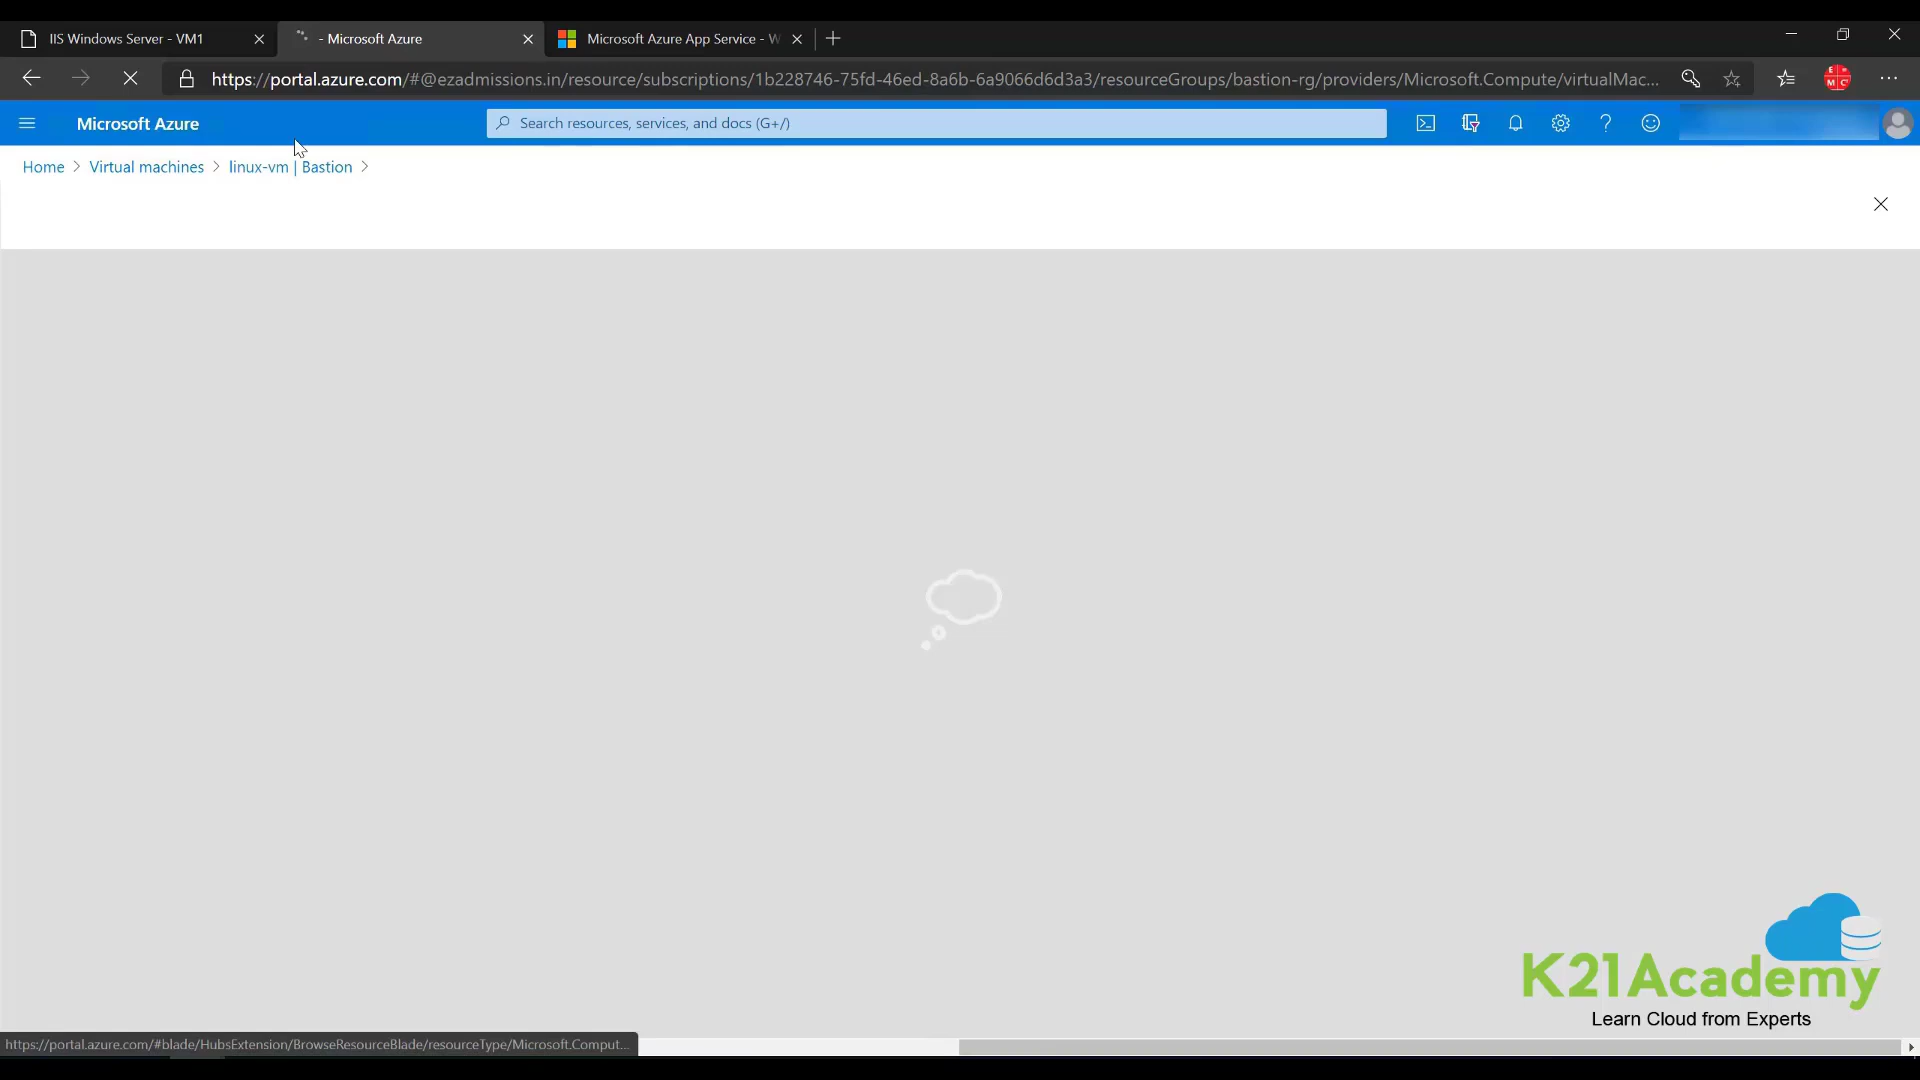 IIS Windows Server - VM1
- Microsoft Azure
Microsoft Azure App Service - W
https://portal.azure.com/#@ezadmissions.in/resource/subscriptions/1b228746-75fd-46ed-8a6b-6a9066d6d3a3/resourceGroups/bastion-rg/providers/Microsoft.Compute/virtualMac...
Microsoft Azure
Search resources, services, and docs (G+/)
Home > Virtual machines > linux-vm | Bastion >
K21Academy
Learn Cloud from Experts
https://portal.azure.com/#blade/HubsExtension/BrowseResourceBlade/resourceType/Microsoft.Comput...